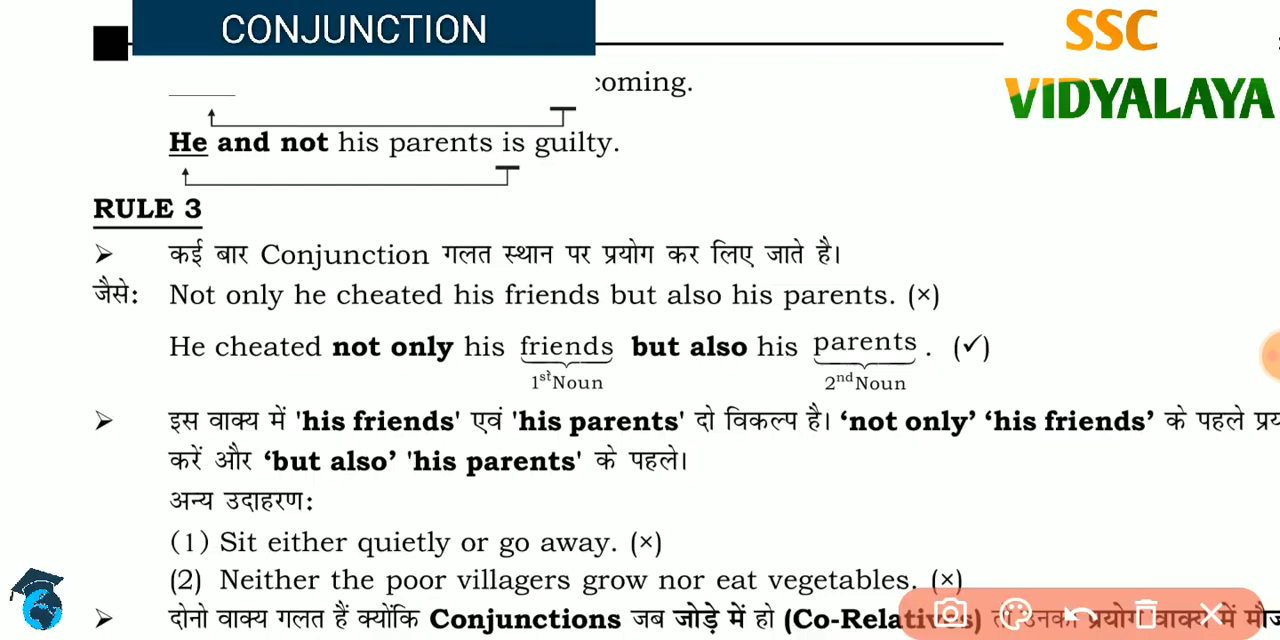 CONJUNCTION
SSC
VIDYALAYA
coming.
He and not his parents is guilty.
RULE 3
➢ कई बार Conjunction गलत स्थान पर प्रयोग कर लिए जाते है।
जैसे: Not only he cheated his friends but also his parents. (×)
He cheated not only his friends but also his parents. (✓)
1st Noun 2nd Noun
➢ इस वाक्य में 'his friends' एवं 'his parents' दो विकल्प है। ‘not only’ ‘his friends’ के पहले
करें और ‘but also’ 'his parents' के पहले।
अन्य उदाहरण:
(1) Sit either quietly or go away. (×)
(2) Neither the poor villagers grow nor eat vegetables. (×)
➢ दोनो वाक्य गलत हैं क्योंकि Conjunctions जब जोड़े में हो (Co-Relatives) उनका प्रयोग वाक्य में